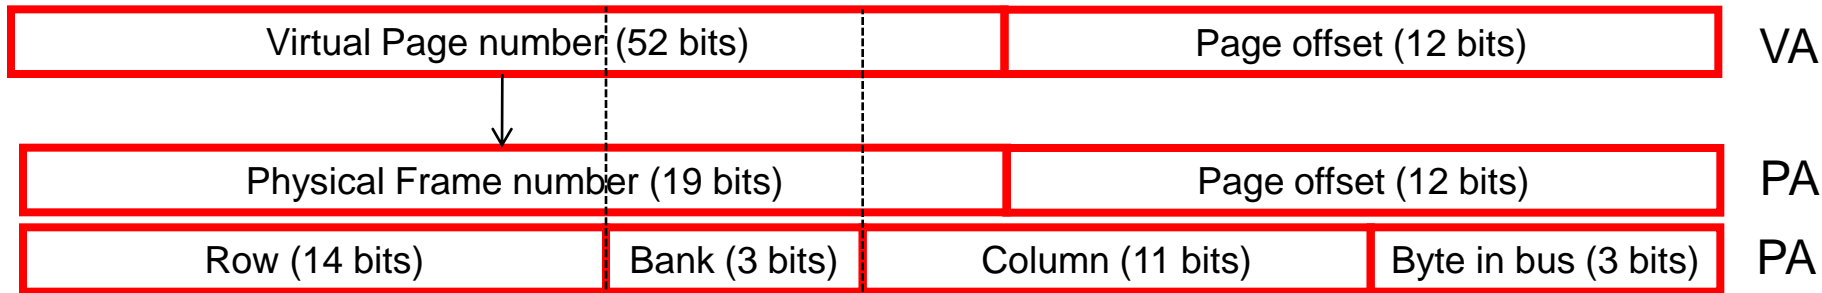 Virtual Page number (52 bits) Page offset (12 bits) VA
Physical Frame number (19 bits) Page offset (12 bits) PA
Row (14 bits) Bank (3 bits) Column (11 bits) Byte in bus (3 bits) PA